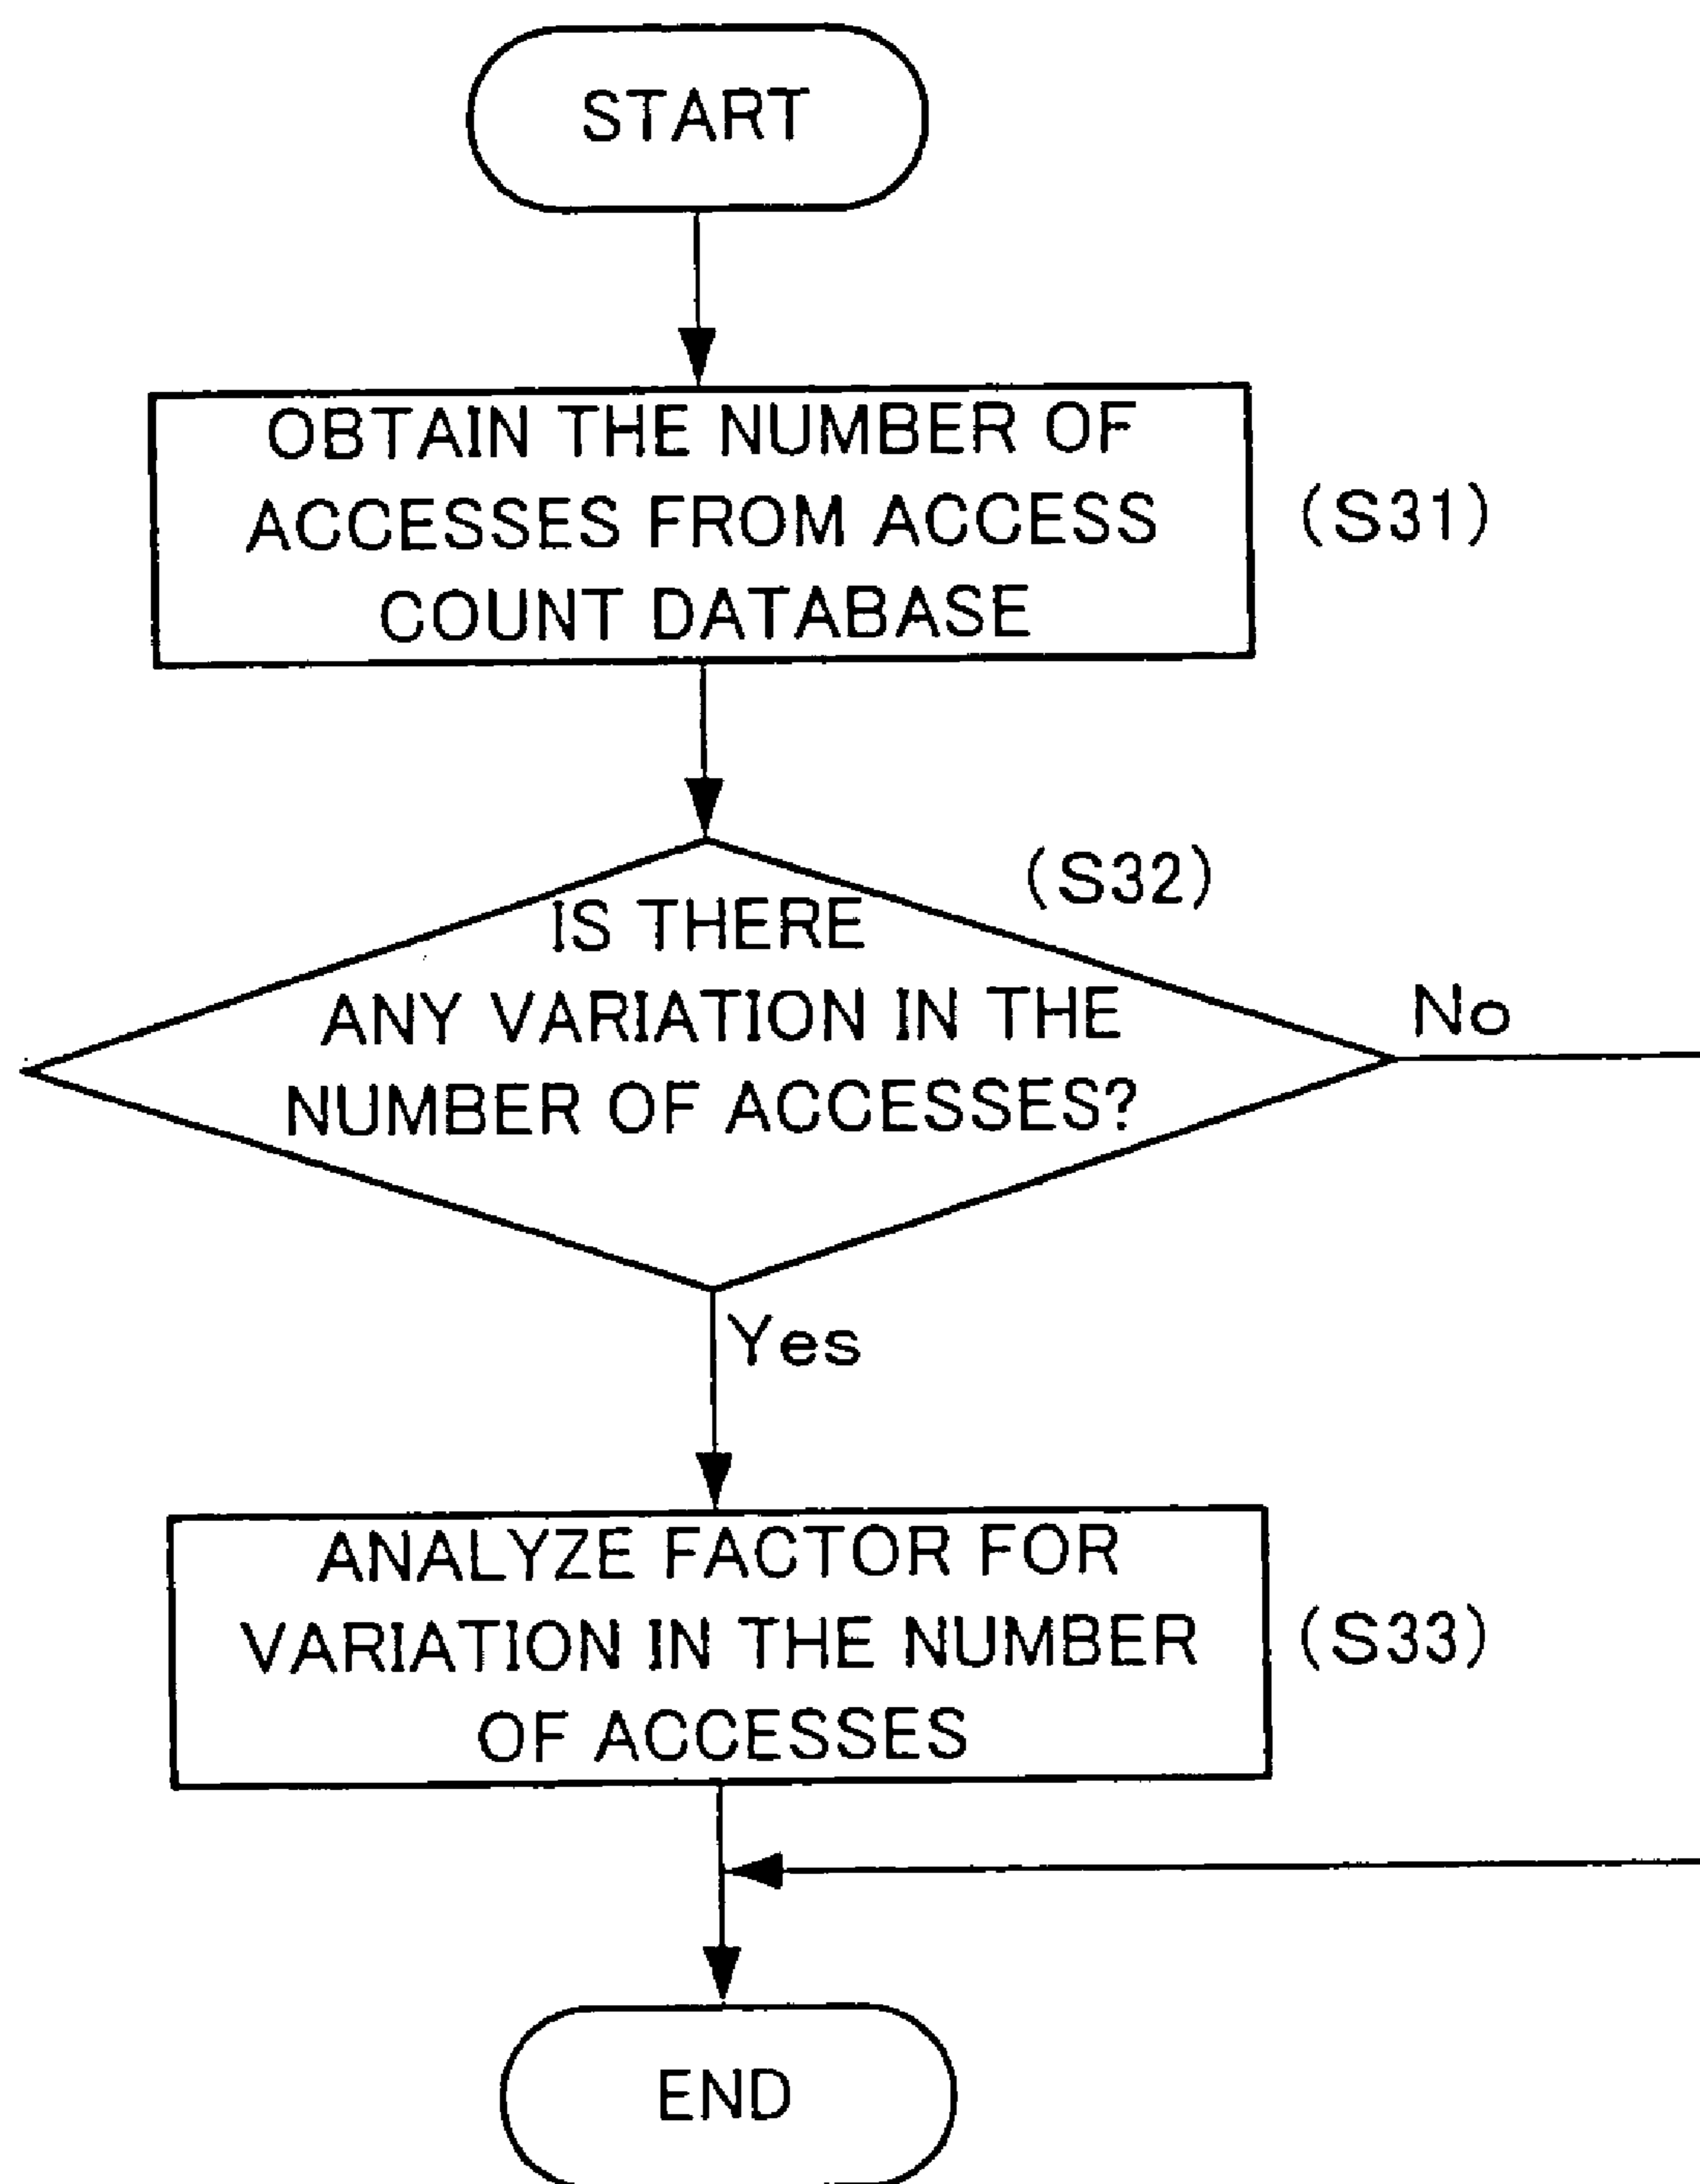 START
OBTAIN THE NUMBER OF
ACCESSES FROM ACCESS
COUNT DATABASE
(S31)
(S32)
IS THERE
ANY VARIATION IN THE
NUMBER OF ACCESSES?
No
Yes
ANALYZE FACTOR FOR
VARIATION IN THE NUMBER
OF ACCESSES
(S33)
END